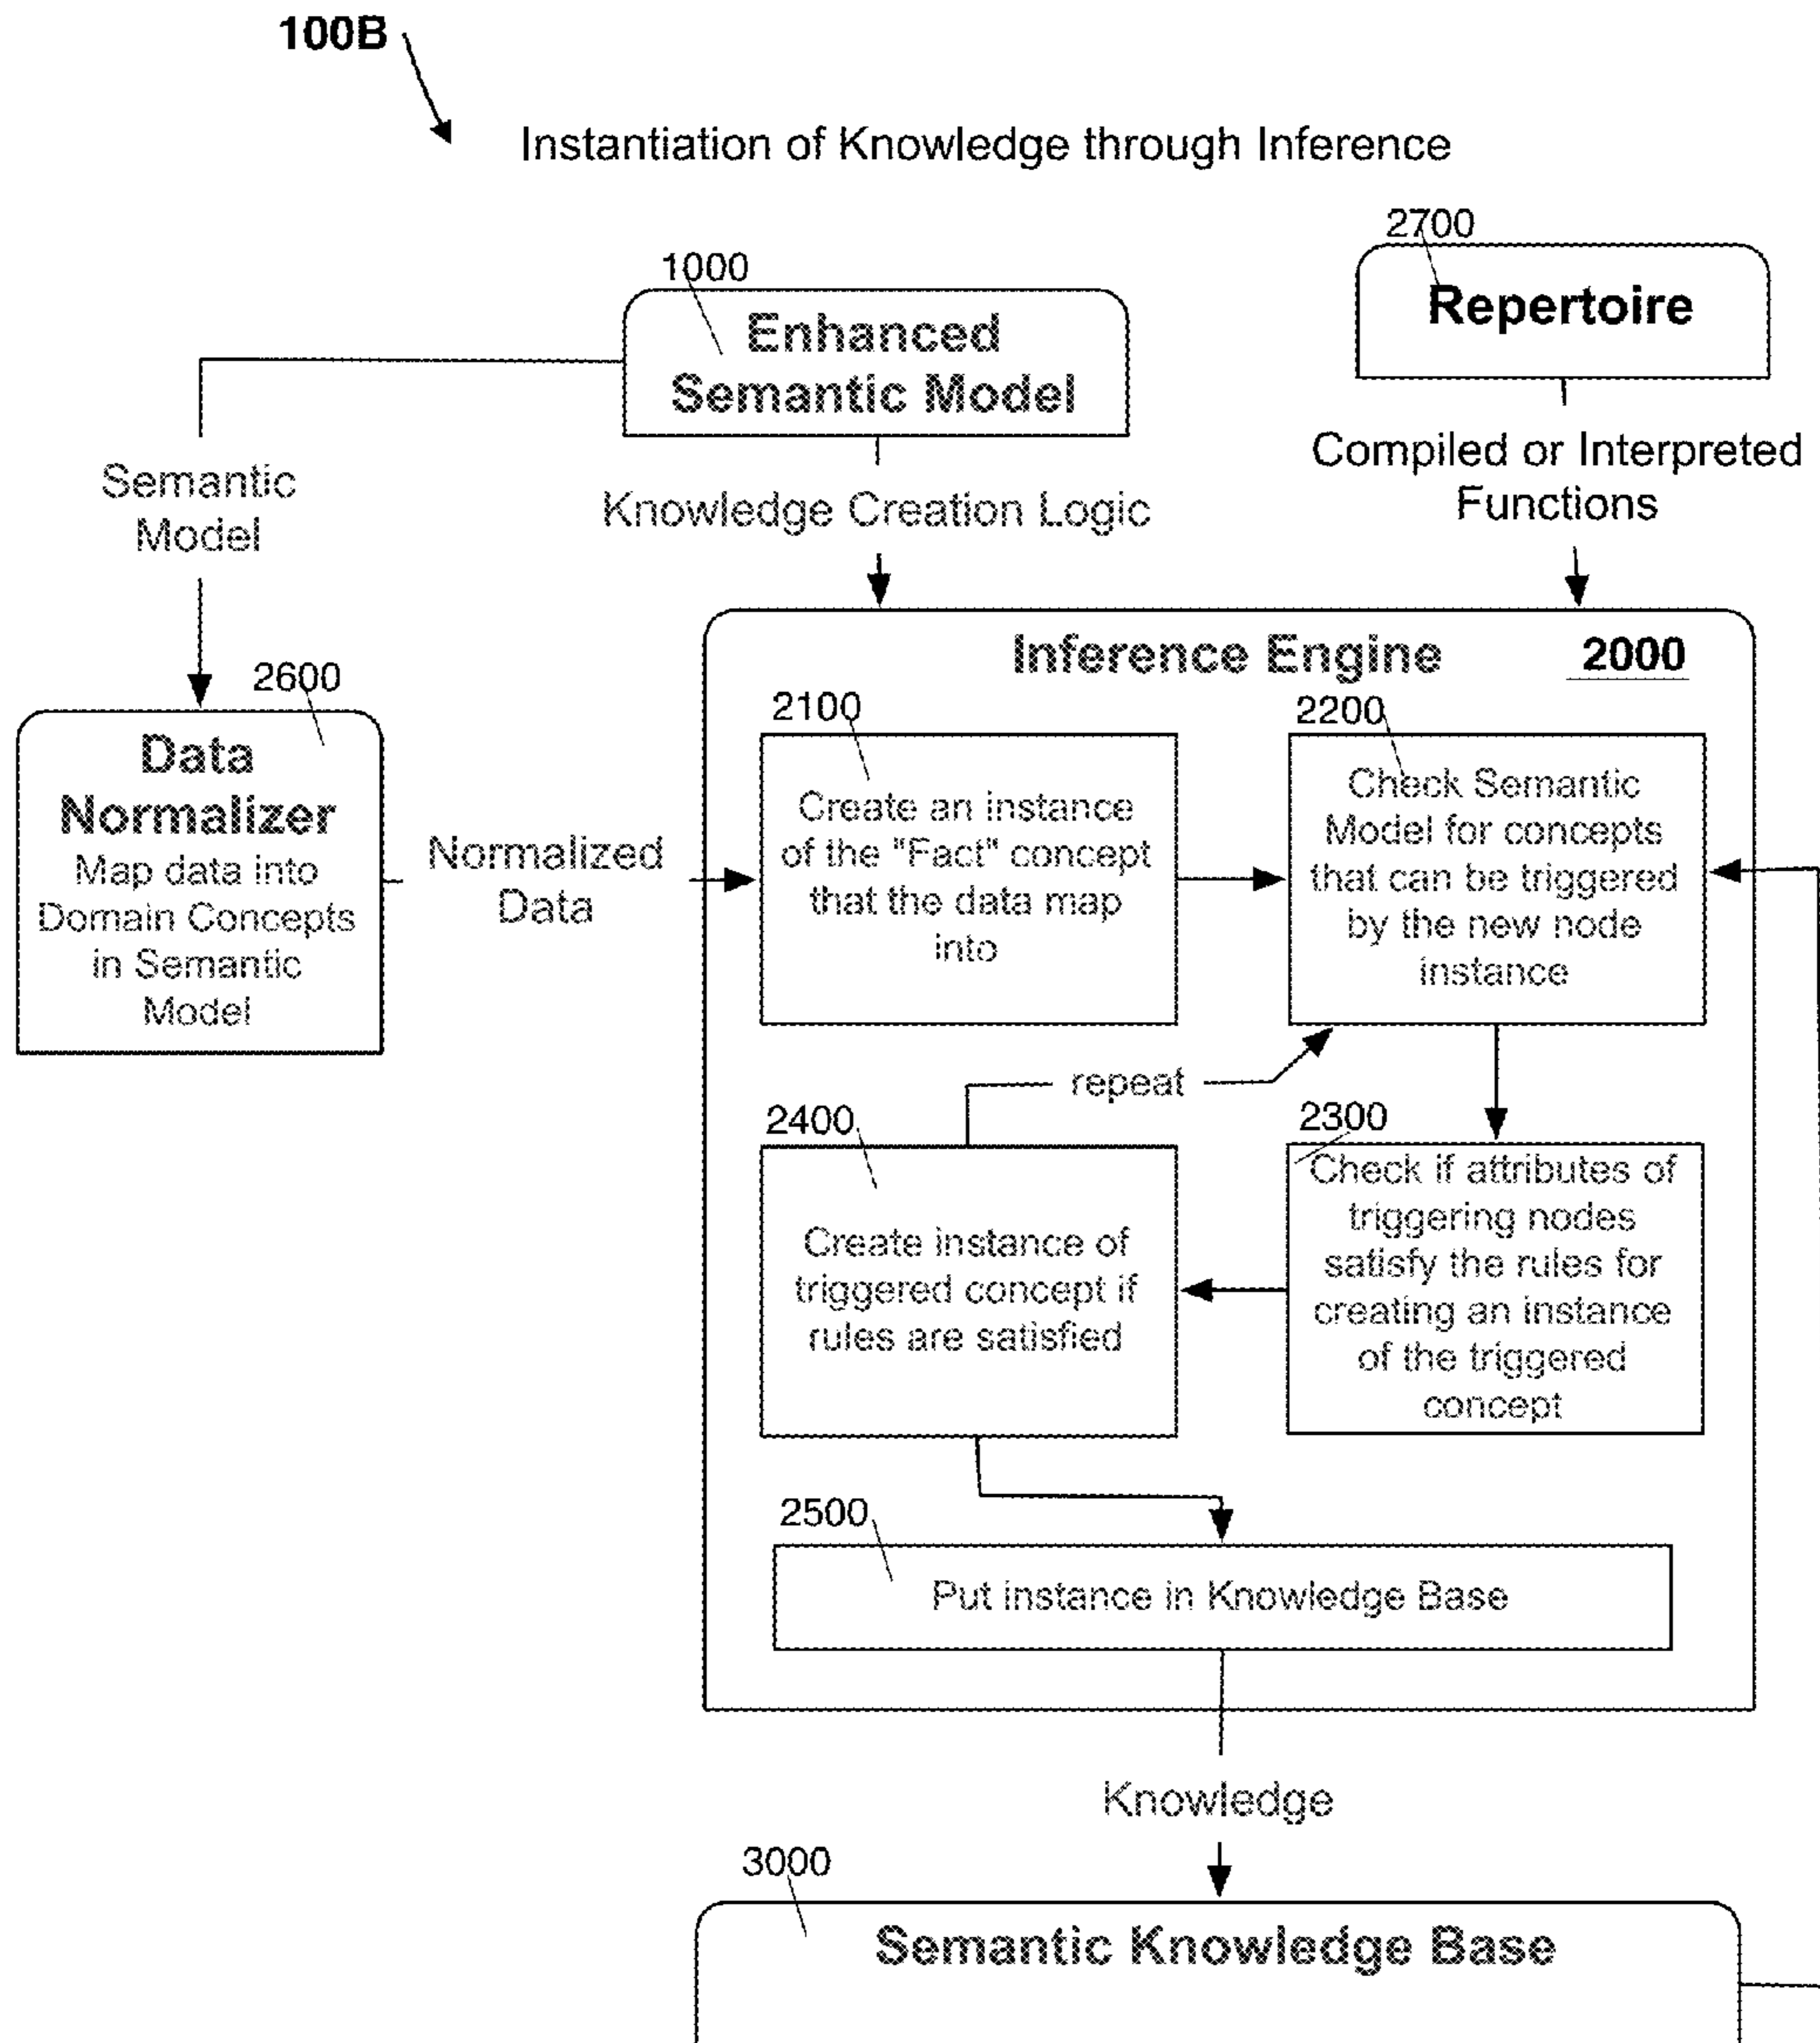 100B
Instantiation of Knowledge through Inference
2700
Repertoire
1000
Enhanced
Semantic Model
Compiled or Interpreted
Functions
Semantic
Model
Knowledge Creation Logic
Inference Engine 2000
2600
Data
Normalizer
Map data into
Domain Concepts
in Semantic
Model
Normalized
Data
2100
Create an instance
of the "Fact" concept
that the data map
into
2200
Check Semantic
Model for concepts
that can be triggered
by the new node
instance
repeat
2400
Create instance of
triggered concept if
rules are satisfied
2300
Check if attributes of
triggering nodes
satisfy the rules for
creating an instance
of the triggered
concept
2500
Put instance in Knowledge Base
Knowledge
3000
Semantic Knowledge Base